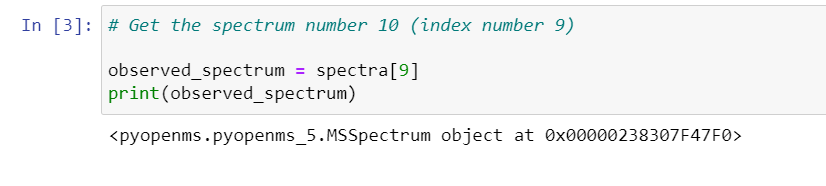 In [3]: # Get the spectrum number 10 (index number 9)
observed_spectrum = spectra[9]
print(observed_spectrum)
<pyopenms.pyopenms_5.MSSpectrum object at 0x00000238307F47F0>